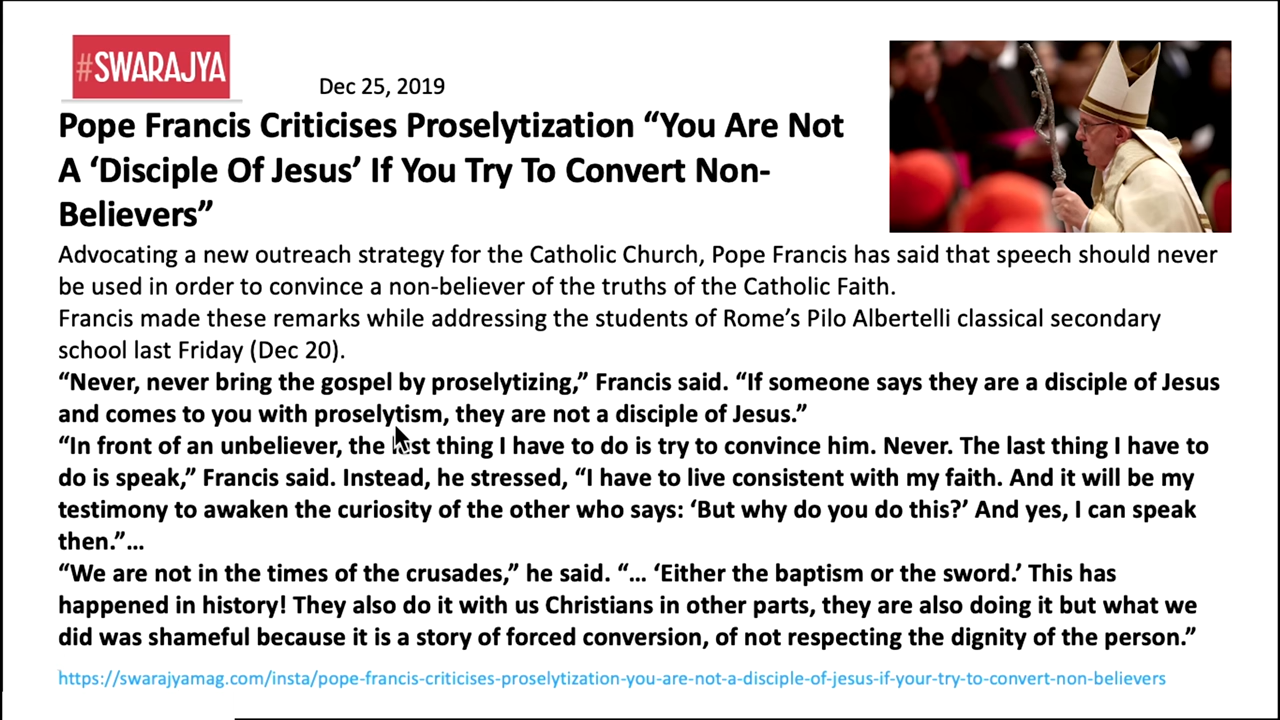 #SWARAJYA
Dec 25, 2019
Pope Francis Criticises Proselytization “You Are Not
A ‘Disciple Of Jesus’ If You Try To Convert Non-
Believers”
Advocating a new outreach strategy for the Catholic Church, Pope Francis has said that speech should never
be used in order to convince a non-believer of the truths of the Catholic Faith.
Francis made these remarks while addressing the students of Rome’s Pilo Albertelli classical secondary
school last Friday (Dec 20).
“Never, never bring the gospel by proselytizing,” Francis said. “If someone says they are a disciple of Jesus
and comes to you with proselytism, they are not a disciple of Jesus.”
“In front of an unbeliever, the last thing I have to do is try to convince him. Never. The last thing I have to
do is speak,” Francis said. Instead, he stressed, “I have to live consistent with my faith. And it will be my
testimony to awaken the curiosity of the other who says: ‘But why do you do this?’ And yes, I can speak
then.”…
“We are not in the times of the crusades,” he said. “… ‘Either the baptism or the sword.’ This has
happened in history! They also do it with us Christians in other parts, they are also doing it but what we
did was shameful because it is a story of forced conversion, of not respecting the dignity of the person.”
https://swarajyamag.com/insta/pope-francis-criticises-proselytization-you-are-not-a-disciple-of-jesus-if-your-try-to-convert-non-believers